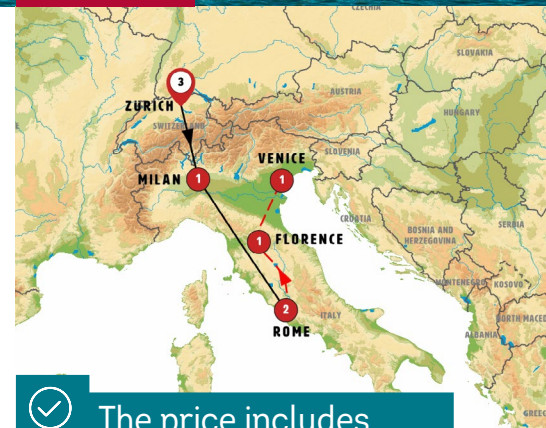 CZECHIA
SLOVAKIA
3
ZURICH
AUSTRIA
HUNGARY
SWITZERLAND
SLOVENIA
VENICE
MILAN
1
1
CROATIA
1
FLORENCE
BOSNIA AND
HERZEGOVINA
SERBIA
MONTENEGRO
KOSOVO
2
ROME
ITALY
NORTH MACED
ALBANIA
GREEC
The price includes